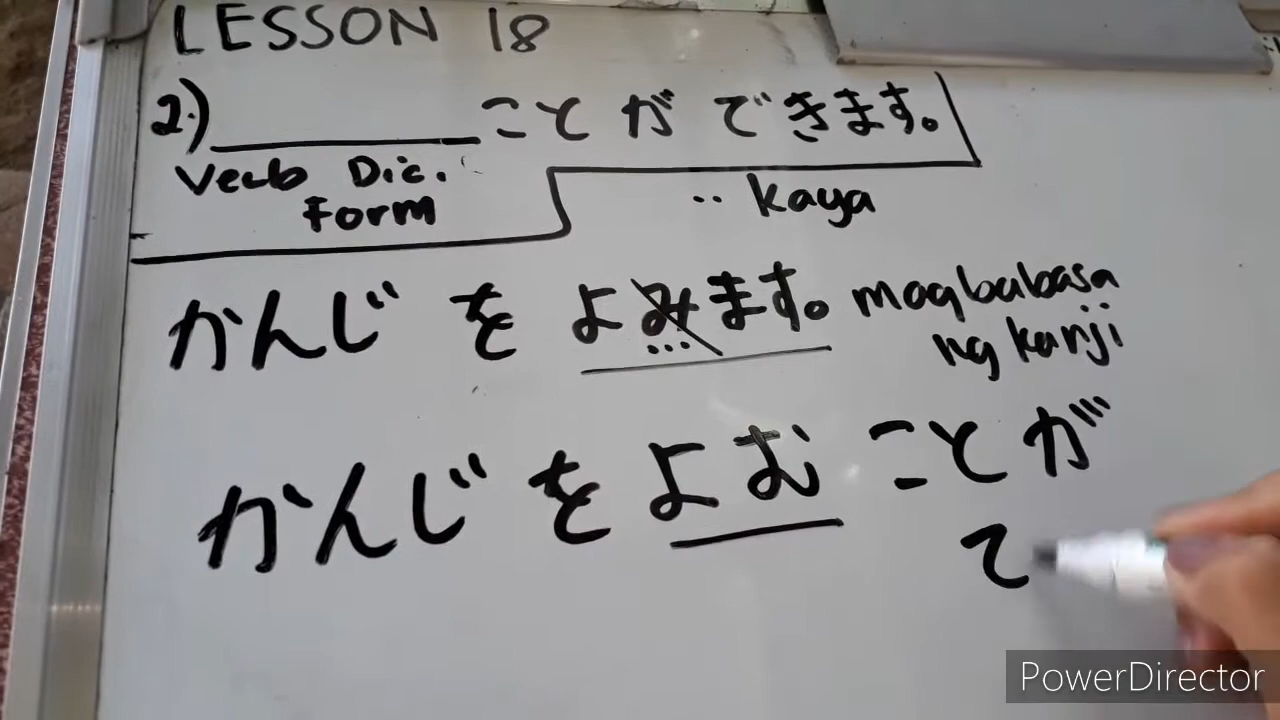 LESSON 18
2.) ______ことができます。
Verb Dic.
Form
.. kaya
かんじをよみます。 magbabasa
ng kanji
かんじをよむことが
て
PowerDirector